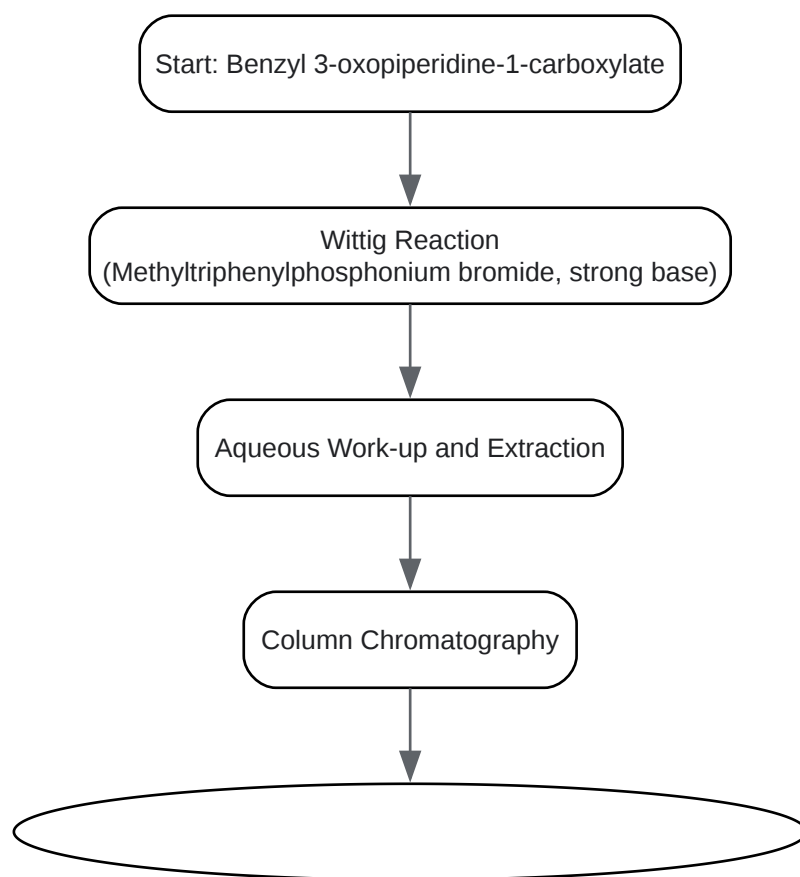 Start: Benzyl 3-oxopiperidine-1-carboxylate
Wittig Reaction
(Methyltriphenylphosphonium bromide, strong base)
Aqueous Work-up and Extraction
Column Chromatography